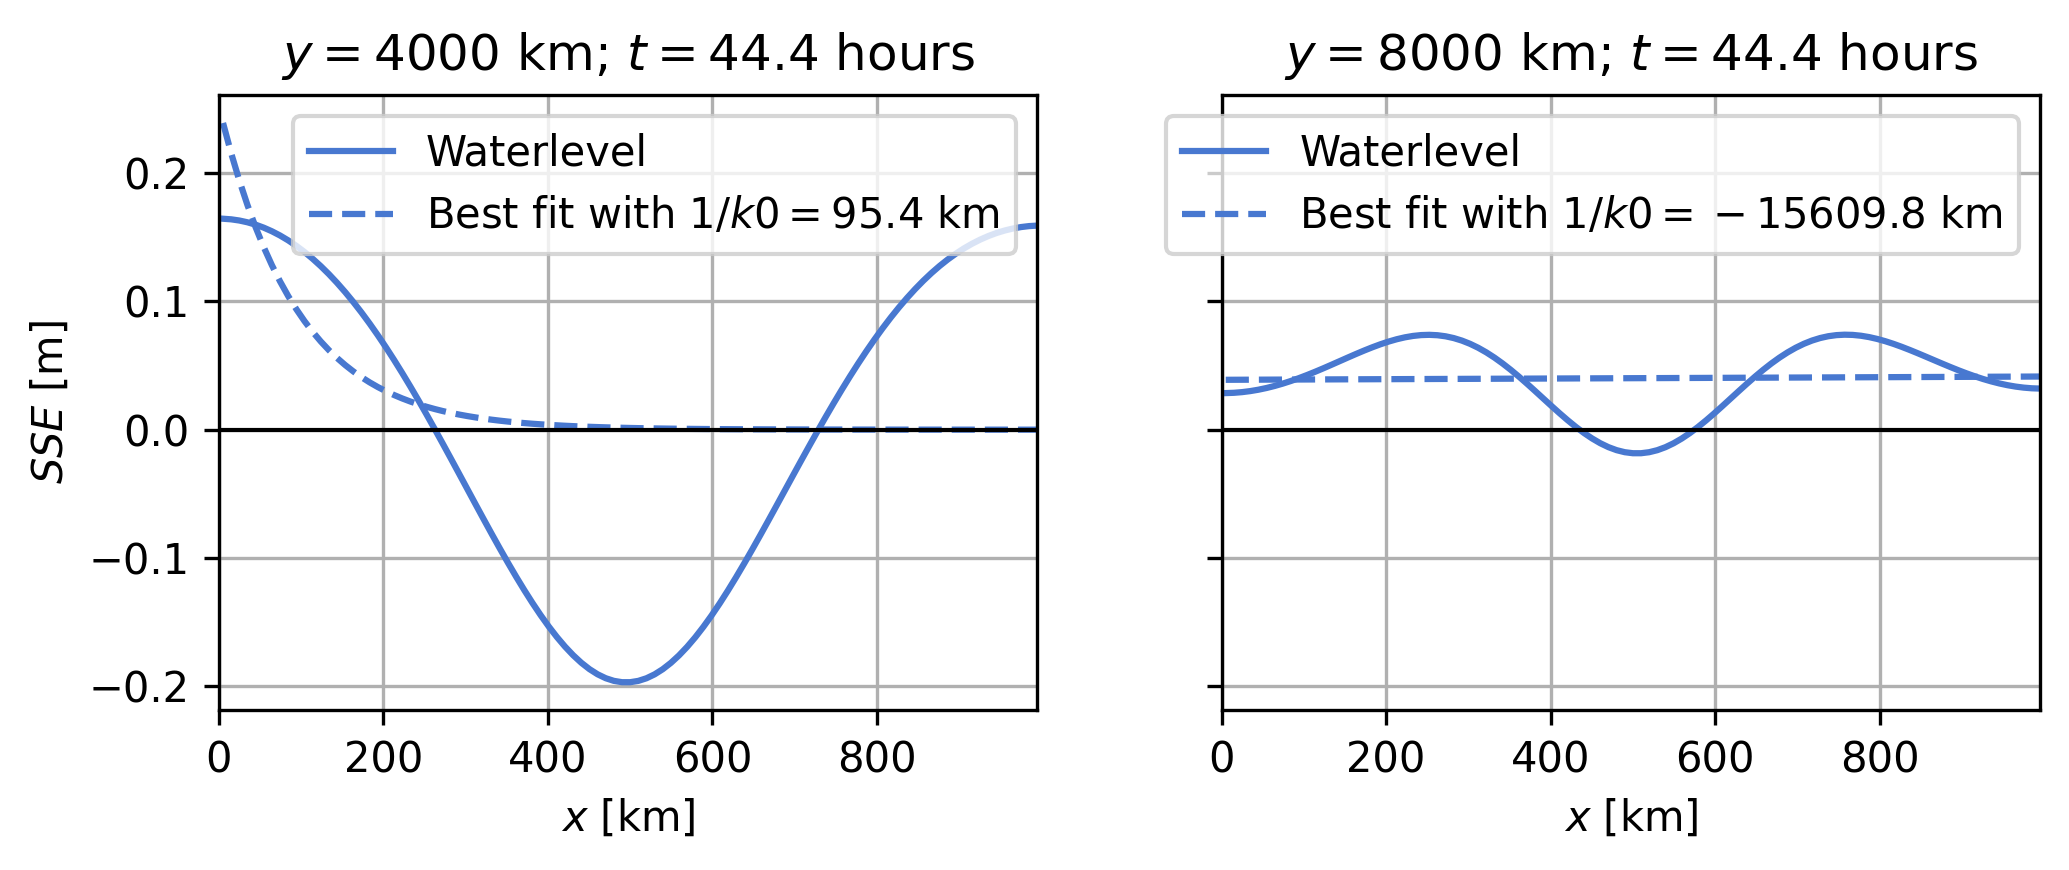 y = 4000 km; t = 44.4 hours
Waterlevel
Best fit with 1/k0 = 95.4 km
SSE [m]
0.2
0.1
0.0
−0.1
−0.2
0 200 400 600 800
x [km]
y = 8000 km; t = 44.4 hours
Waterlevel
Best fit with 1/k0 = −15609.8 km
0 200 400 600 800
x [km]